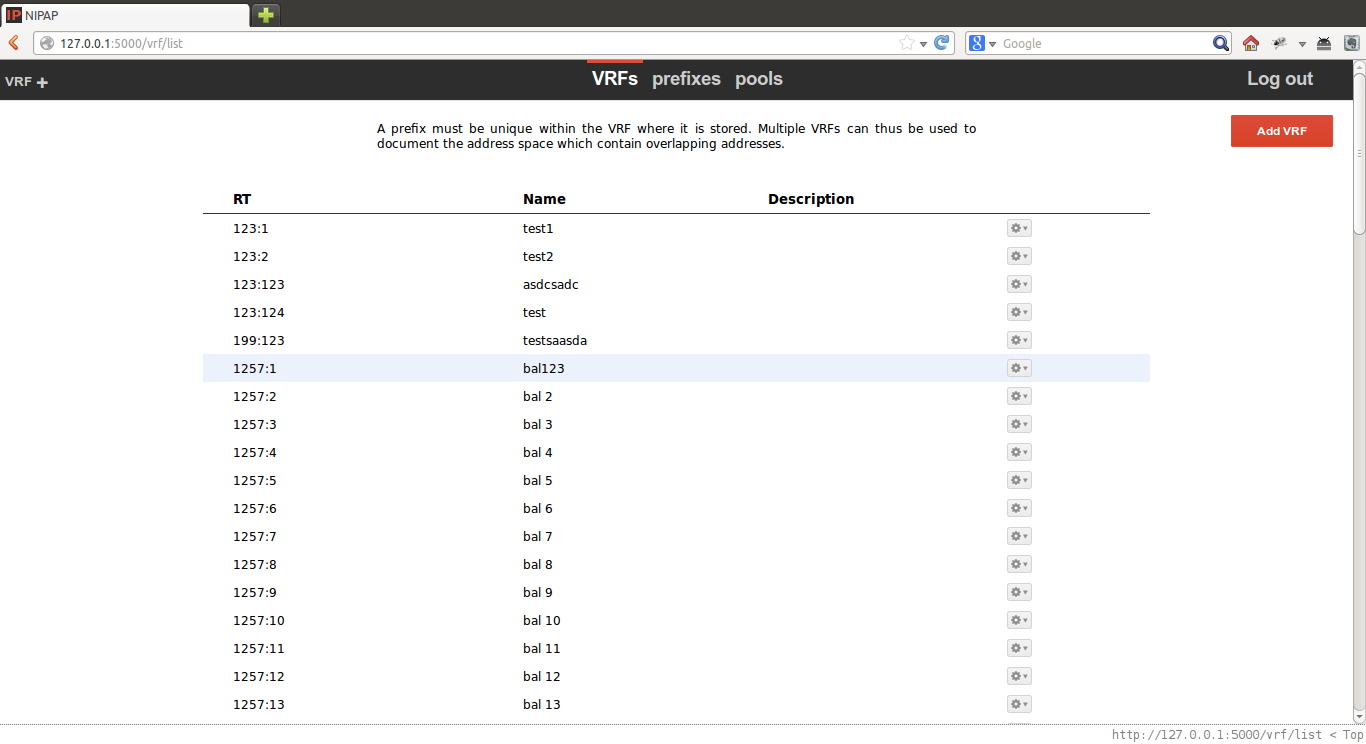 IP NIPAP
127.0.0.1:5000/vrf/list
8 Google
VRF +
VRFs prefixes pools
Log out
A prefix must be unique within the VRF where it is stored. Multiple VRFs can thus be used to
document the address space which contain overlapping addresses.
Add VRF
RT Name Description
123:1 test1
123:2 test2
123:123 asdcsadc
123:124 test
199:123 testsaasda
1257:1 bal123
1257:2 bal 2
1257:3 bal 3
1257:4 bal 4
1257:5 bal 5
1257:6 bal 6
1257:7 bal 7
1257:8 bal 8
1257:9 bal 9
1257:10 bal 10
1257:11 bal 11
1257:12 bal 12
1257:13 bal 13
http://127.0.0.1:5000/vrf/list < Top